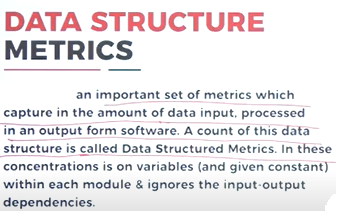 DATA STRUCTURE
METRICS
an important set of metrics which
capture in the amount of data input, processed
in an output form software. A count of this data
structure is called Data Structured Metrics. In these
concentrations is on variables (and given constant)
within each module & ignores the input-output
dependencies.